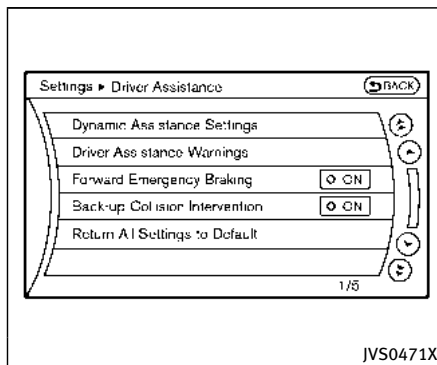 Settings ▸ Driver Assistance
BACK
Dynamic Assistance Settings
Driver Assistance Warnings
Forward Emergency Braking
ON
Back-up Collision Intervention
ON
Return All Settings to Default
1/5
JVS0471X